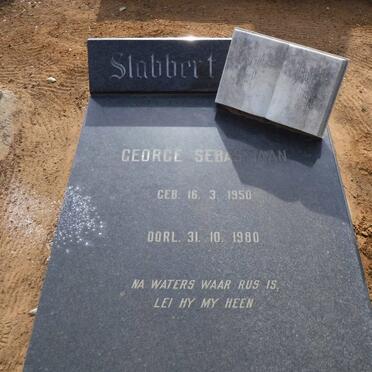 Slabbert
GEORGE SEBASTIAAN
GEB. 16. 3. 1950
OORL. 31. 10. 1980
NA WATERS WAAR RUS IS,
LEI HY MY HEEN